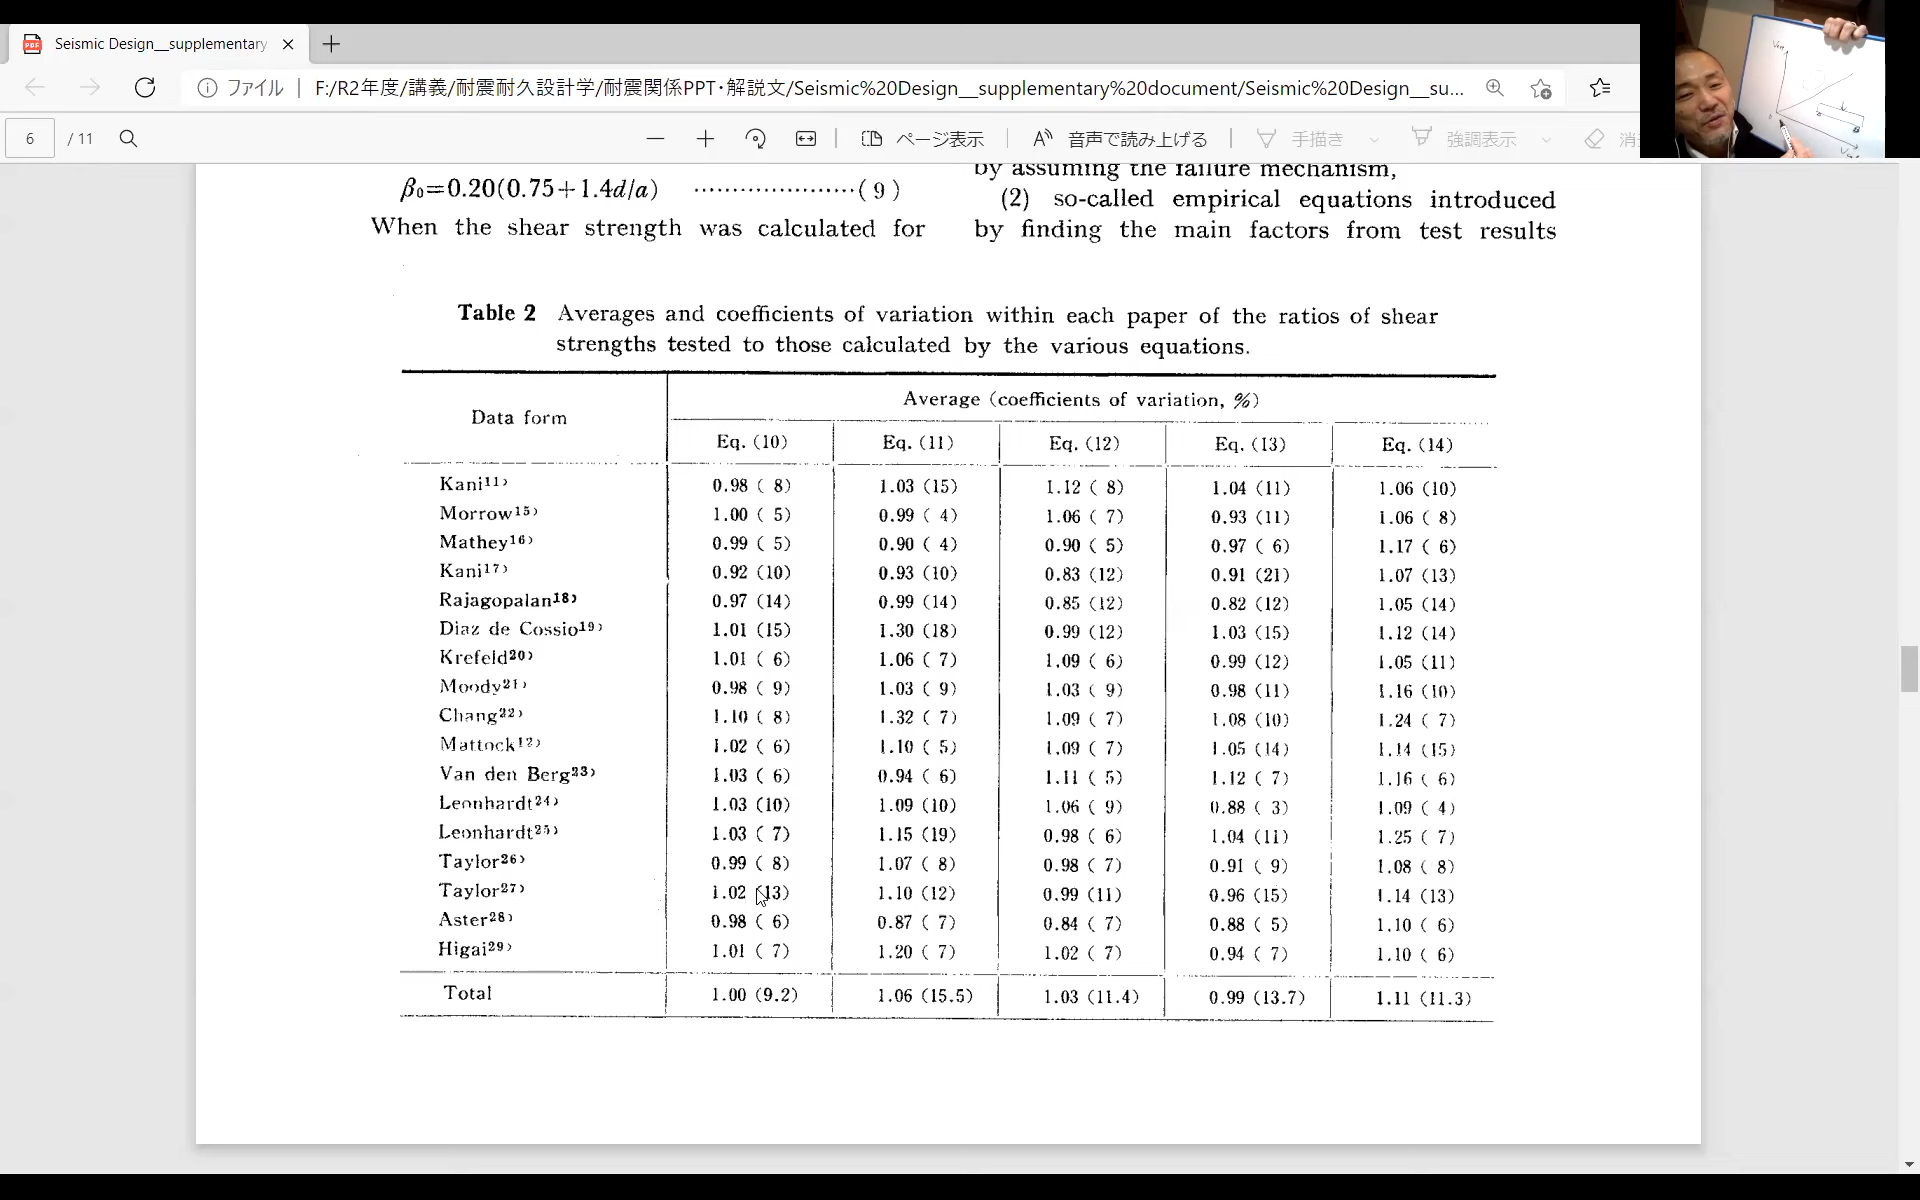 Seismic Design__supplementary
ファイル
F:/R2年度/講義/耐震耐久設計学/耐震関係PPT・解説文/Seismic%20Design__supplementary%20document/Seismic%20Design__su...
6 / 11
ページ表示
音声で読み上げる
手描き
強調表示
β₀=0.20(0.75+1.4d/a) ·····················( 9 )
When the shear strength was calculated for
by assuming the failure mechanism,
(2) so-called empirical equations introduced
by finding the main factors from test results
Table 2 Averages and coefficients of variation within each paper of the ratios of shear
strengths tested to those calculated by the various equations.
Data form
Average (coefficients of variation, %)
Eq. (10) Eq. (11) Eq. (12) Eq. (13) Eq. (14)
Kani¹¹⁾ 0.98 ( 8) 1.03 (15) 1.12 ( 8) 1.04 (11) 1.06 (10)
Morrow¹⁵⁾ 1.00 ( 5) 0.99 ( 4) 1.06 ( 7) 0.93 (11) 1.06 ( 8)
Mathey¹⁶⁾ 0.99 ( 5) 0.90 ( 4) 0.90 ( 5) 0.97 ( 6) 1.17 ( 6)
Kani¹⁷⁾ 0.92 (10) 0.93 (10) 0.83 (12) 0.91 (21) 1.07 (13)
Rajagopalan¹⁸⁾ 0.97 (14) 0.99 (14) 0.85 (12) 0.82 (12) 1.05 (14)
Diaz de Cossio¹⁹⁾ 1.01 (15) 1.30 (18) 0.99 (12) 1.03 (15) 1.12 (14)
Krefeld²⁰⁾ 1.01 ( 6) 1.06 ( 7) 1.09 ( 6) 0.99 (12) 1.05 (11)
Moody²¹⁾ 0.98 ( 9) 1.03 ( 9) 1.03 ( 9) 0.98 (11) 1.16 (10)
Chang²²⁾ 1.10 ( 8) 1.32 ( 7) 1.09 ( 7) 1.08 (10) 1.24 ( 7)
Mattock¹²⁾ 1.02 ( 6) 1.10 ( 5) 1.09 ( 7) 1.05 (14) 1.14 (15)
Van den Berg²³⁾ 1.03 ( 6) 0.94 ( 6) 1.11 ( 5) 1.12 ( 7) 1.16 ( 6)
Leonhardt²⁴⁾ 1.03 (10) 1.09 (10) 1.06 ( 9) 0.88 ( 3) 1.09 ( 4)
Leonhardt²⁵⁾ 1.03 ( 7) 1.15 (19) 0.98 ( 6) 1.04 (11) 1.25 ( 7)
Taylor²⁶⁾ 0.99 ( 8) 1.07 ( 8) 0.98 ( 7) 0.91 ( 9) 1.08 ( 8)
Taylor²⁷⁾ 1.02 (13) 1.10 (12) 0.99 (11) 0.96 (15) 1.14 (13)
Aster²⁸⁾ 0.98 ( 6) 0.87 ( 7) 0.84 ( 7) 0.88 ( 5) 1.10 ( 6)
Higai²⁹⁾ 1.01 ( 7) 1.20 ( 7) 1.02 ( 7) 0.94 ( 7) 1.10 ( 6)
Total 1.00 (9.2) 1.06 (15.5) 1.03 (11.4) 0.99 (13.7) 1.11 (11.3)